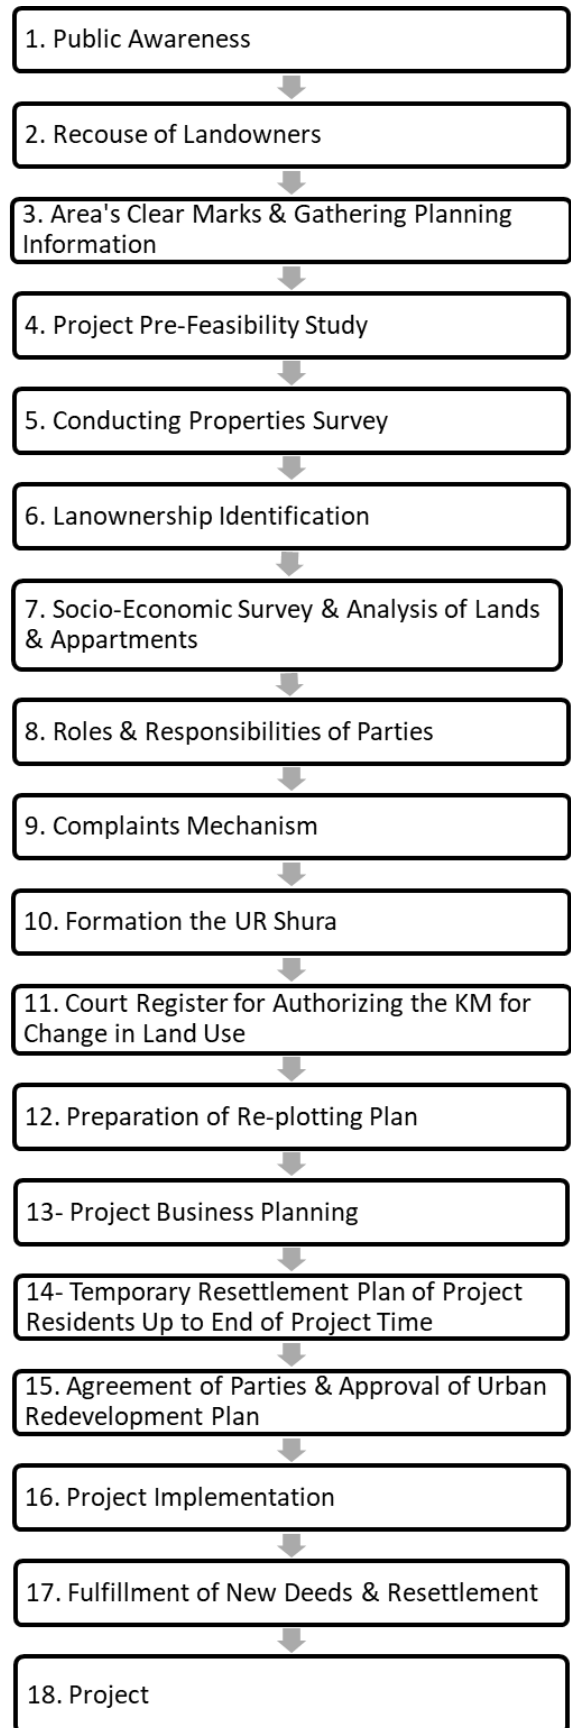 1. Public Awareness
2. Recouse of Landowners
3. Area's Clear Marks & Gathering Planning
Information
4. Project Pre-Feasibility Study
5. Conducting Properties Survey
6. Lanownership Identification
7. Socio-Economic Survey & Analysis of Lands
& Appartments
8. Roles & Responsibilities of Parties
9. Complaints Mechanism
10. Formation the UR Shura
11. Court Register for Authorizing the KM for
Change in Land Use
12. Preparation of Re-plotting Plan
13- Project Business Planning
14- Temporary Resettlement Plan of Project
Residents Up to End of Project Time
15. Agreement of Parties & Approval of Urban
Redevelopment Plan
16. Project Implementation
17. Fulfillment of New Deeds & Resettlement
18. Project